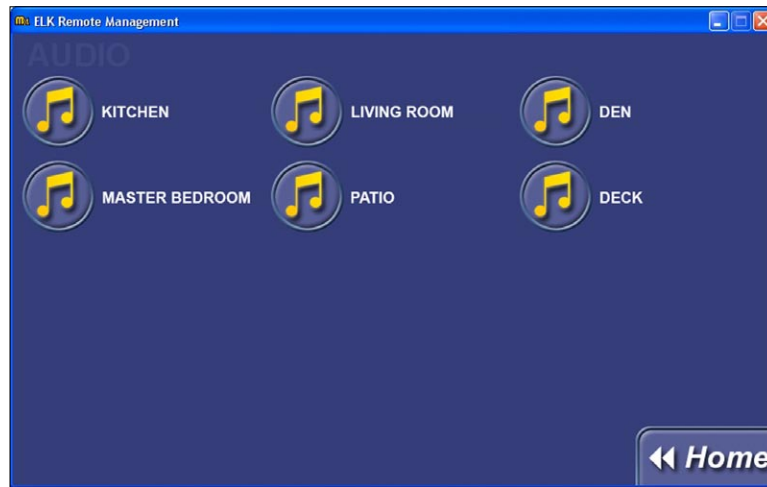 ELK Remote Management
AUDIO
KITCHEN LIVING ROOM DEN
MASTER BEDROOM PATIO DECK
Home